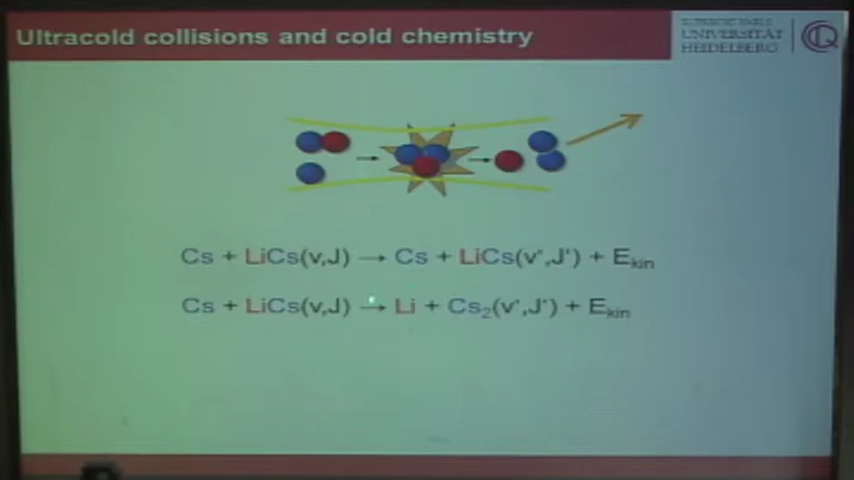 Ultracold collisions and cold chemistry
UNIVERSITÄT
HEIDELBERG
Cs + LiCs(v,J) → Cs + LiCs(v',J') + Ekin
Cs + LiCs(v,J) → Li + Cs₂(v',J') + Ekin